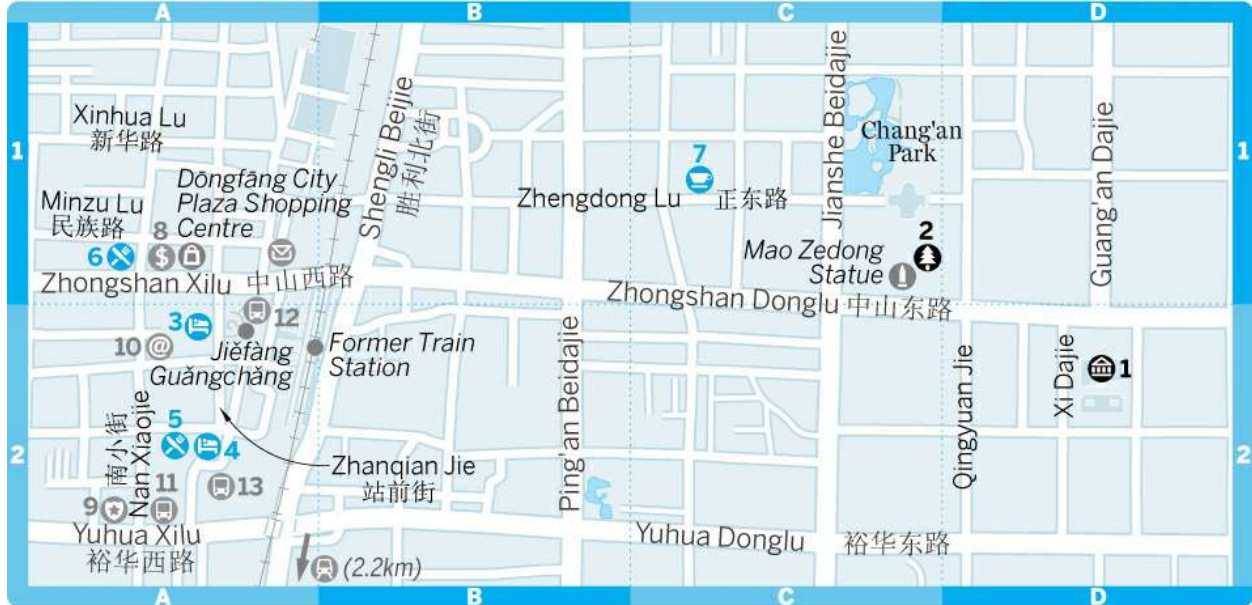 A B C D
Xinhua Lu
新华路
Shengli Beijie
胜利北街
Jianshe Beidajie
Chang'an
Park
Guang'an Dajie
1
1
7
Zhengdong Lu 正东路
Dōngfāng City
Plaza Shopping
Centre
Minzu Lu
民族路
8
6
$
2
Mao Zedong
Statue
Zhongshan Xilu 中山西路
Zhongshan Donglu 中山东路
3
12
10
@
Jiěfàng
Guǎngchǎng
Former Train
Station
Ping'an Beidajie
Qingyuan Jie
Xi Dajie
1
2
2
南小街
Nan Xiaojie
5
4
Zhanqian Jie
站前街
11
13
9
Yuhua Xilu
裕华西路
Yuhua Donglu 裕华东路
(2.2km)
A B C D